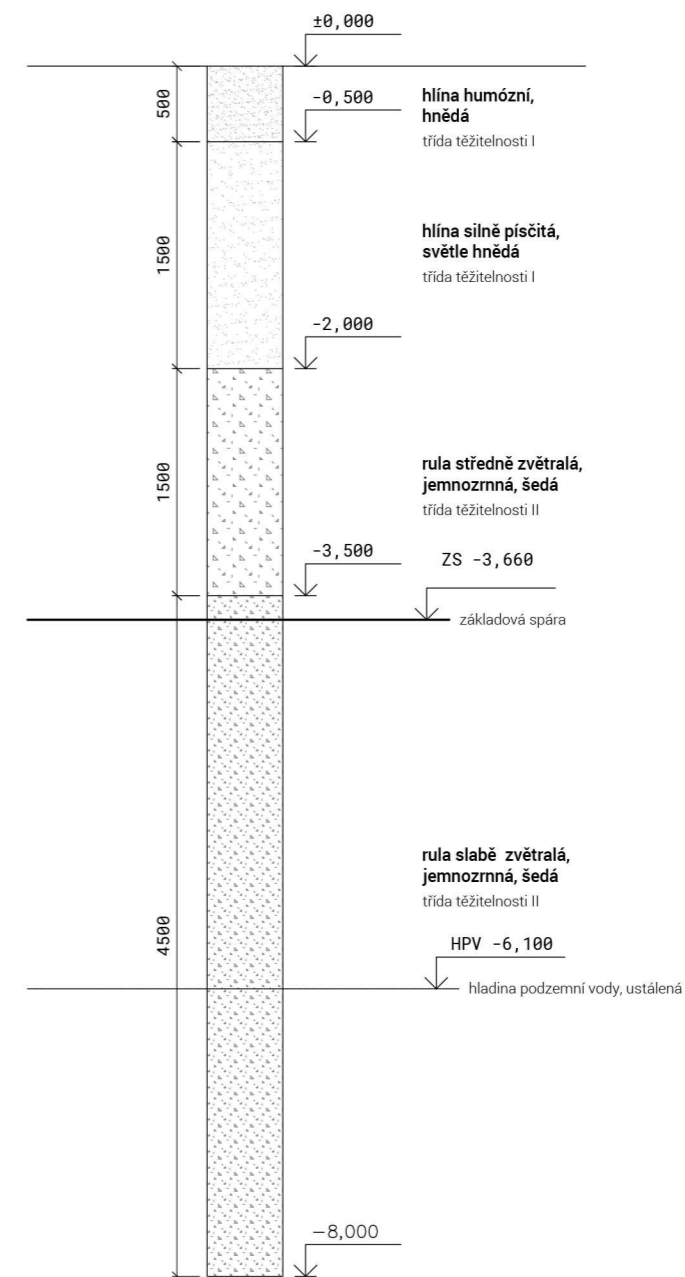 ±0,000
500
-0,500
hlína humózní,
hnědá
třída těžitelnosti I
1500
hlína silně písčitá,
světle hnědá
třída těžitelnosti I
-2,000
1500
rula středně zvětralá,
jemnozrnná, šedá
třída těžitelnosti II
-3,500
ZS -3,660
základová spára
4500
rula slabě zvětralá,
jemnozrnná, šedá
třída těžitelnosti II
HPV -6,100
hladina podzemní vody, ustálená
-8,000